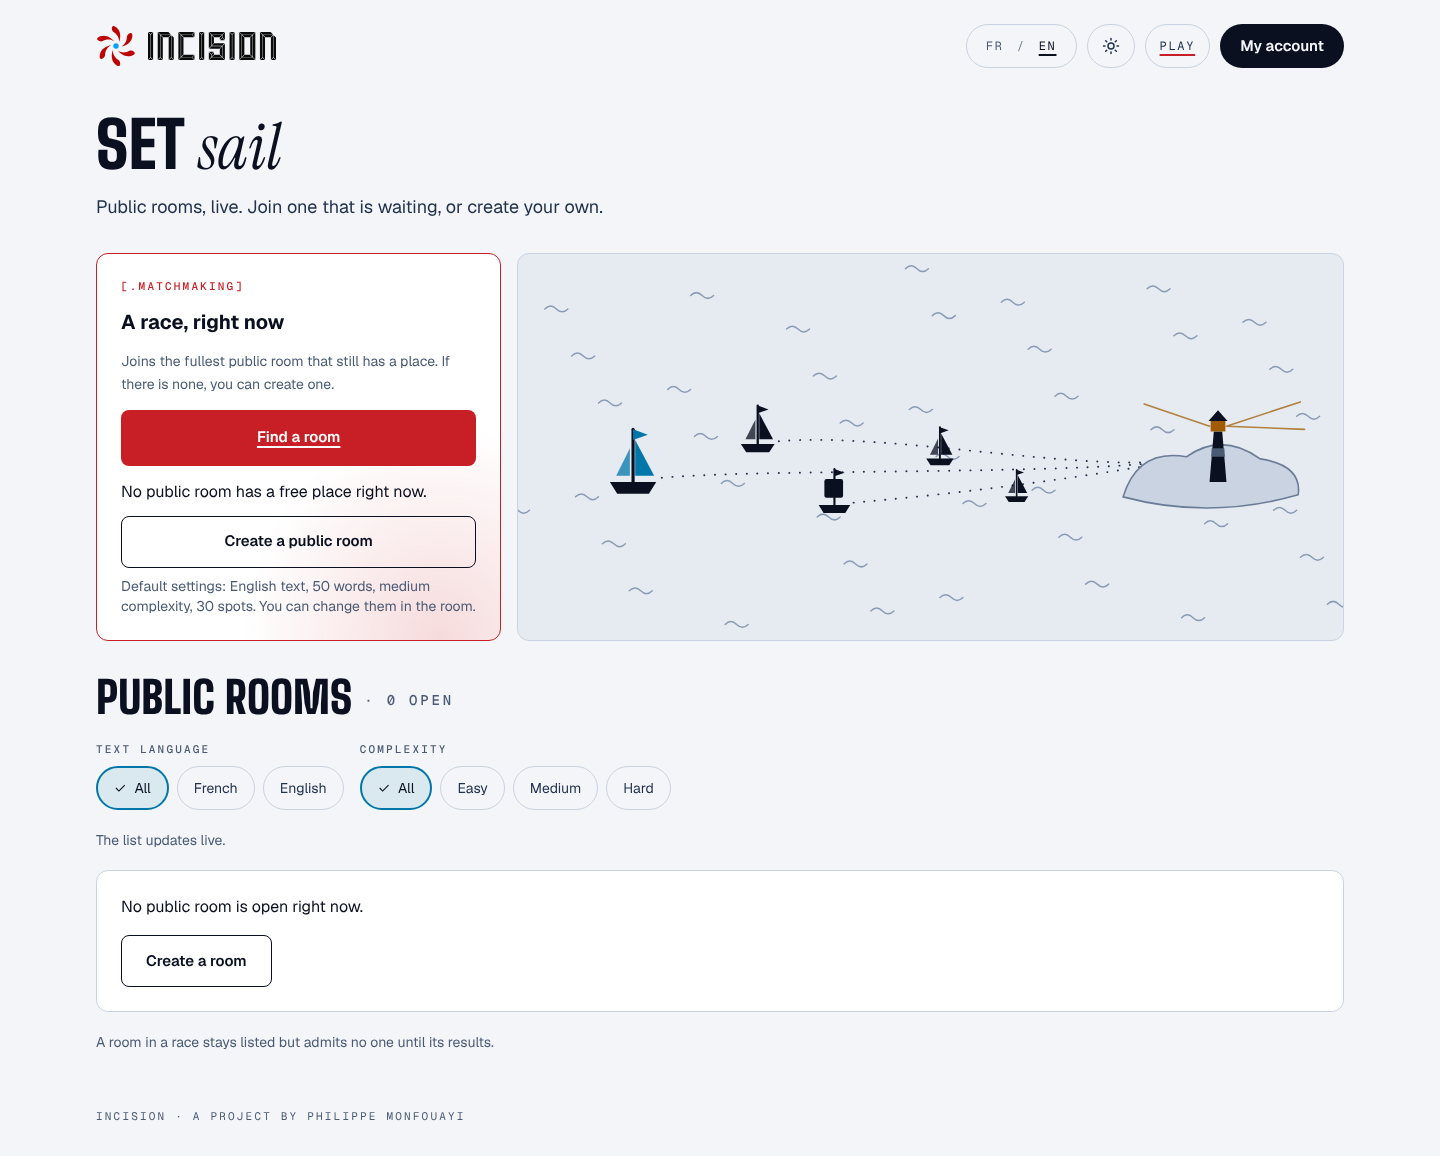 INCISION
FR / EN
PLAY
My account
SET sail
Public rooms, live. Join one that is waiting, or create your own.
[.MATCHMAKING]
A race, right now
Joins the fullest public room that still has a place. If
there is none, you can create one.
Find a room
No public room has a free place right now.
Create a public room
Default settings: English text, 50 words, medium
complexity, 30 spots. You can change them in the room.
PUBLIC ROOMS · 0 OPEN
TEXT LANGUAGE
COMPLEXITY
✓ All French English ✓ All Easy Medium Hard
The list updates live.
No public room is open right now.
Create a room
A room in a race stays listed but admits no one until its results.
INCISION · A PROJECT BY PHILIPPE MONFOUAYI